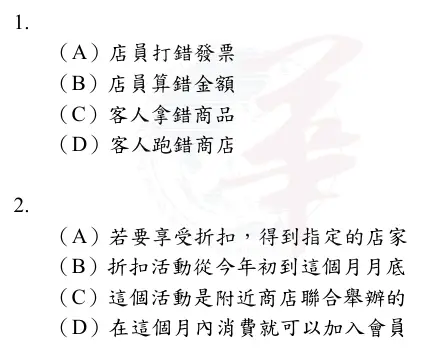 1.
（A）店員打錯發票
（B）店員算錯金額
（C）客人拿錯商品
（D）客人跑錯商店
2.
（A）若要享受折扣，得到指定的店家
（B）折扣活動從今年初到這個月月底
（C）這個活動是附近商店聯合舉辦的
（D）在這個月內消費就可以加入會員